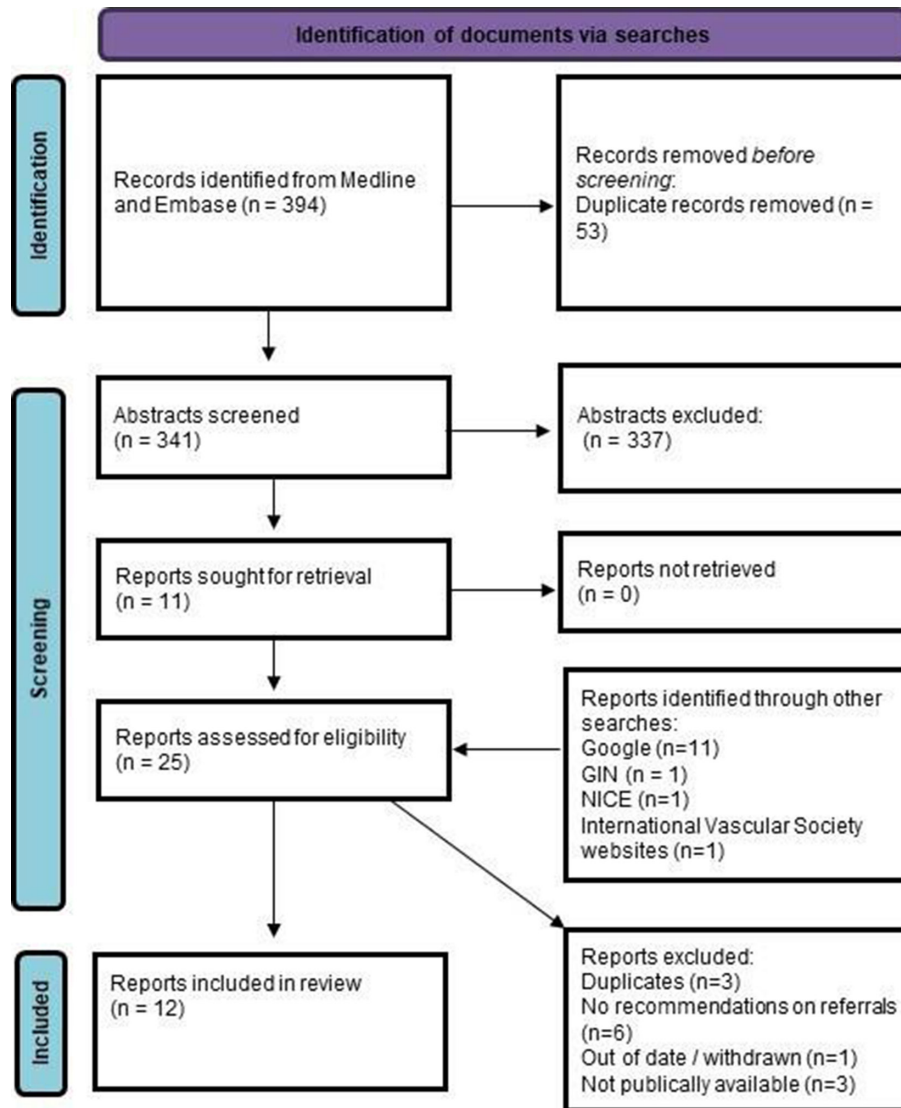 Identification of documents via searches
Identification
Records identified from Medline
and Embase (n = 394)
Records removed before
screening:
Duplicate records removed (n =
53)
Screening
Abstracts screened
(n = 341)
Abstracts excluded:
(n = 337)
Reports sought for retrieval
(n = 11)
Reports not retrieved
(n = 0)
Reports assessed for eligibility
(n = 25)
Reports identified through other
searches:
Google (n=11)
GIN (n = 1)
NICE (n=1)
International Vascular Society
websites (n=1)
Included
Reports included in review
(n = 12)
Reports excluded:
Duplicates (n=3)
No recommendations on referrals
(n=6)
Out of date / withdrawn (n=1)
Not publically available (n=3)